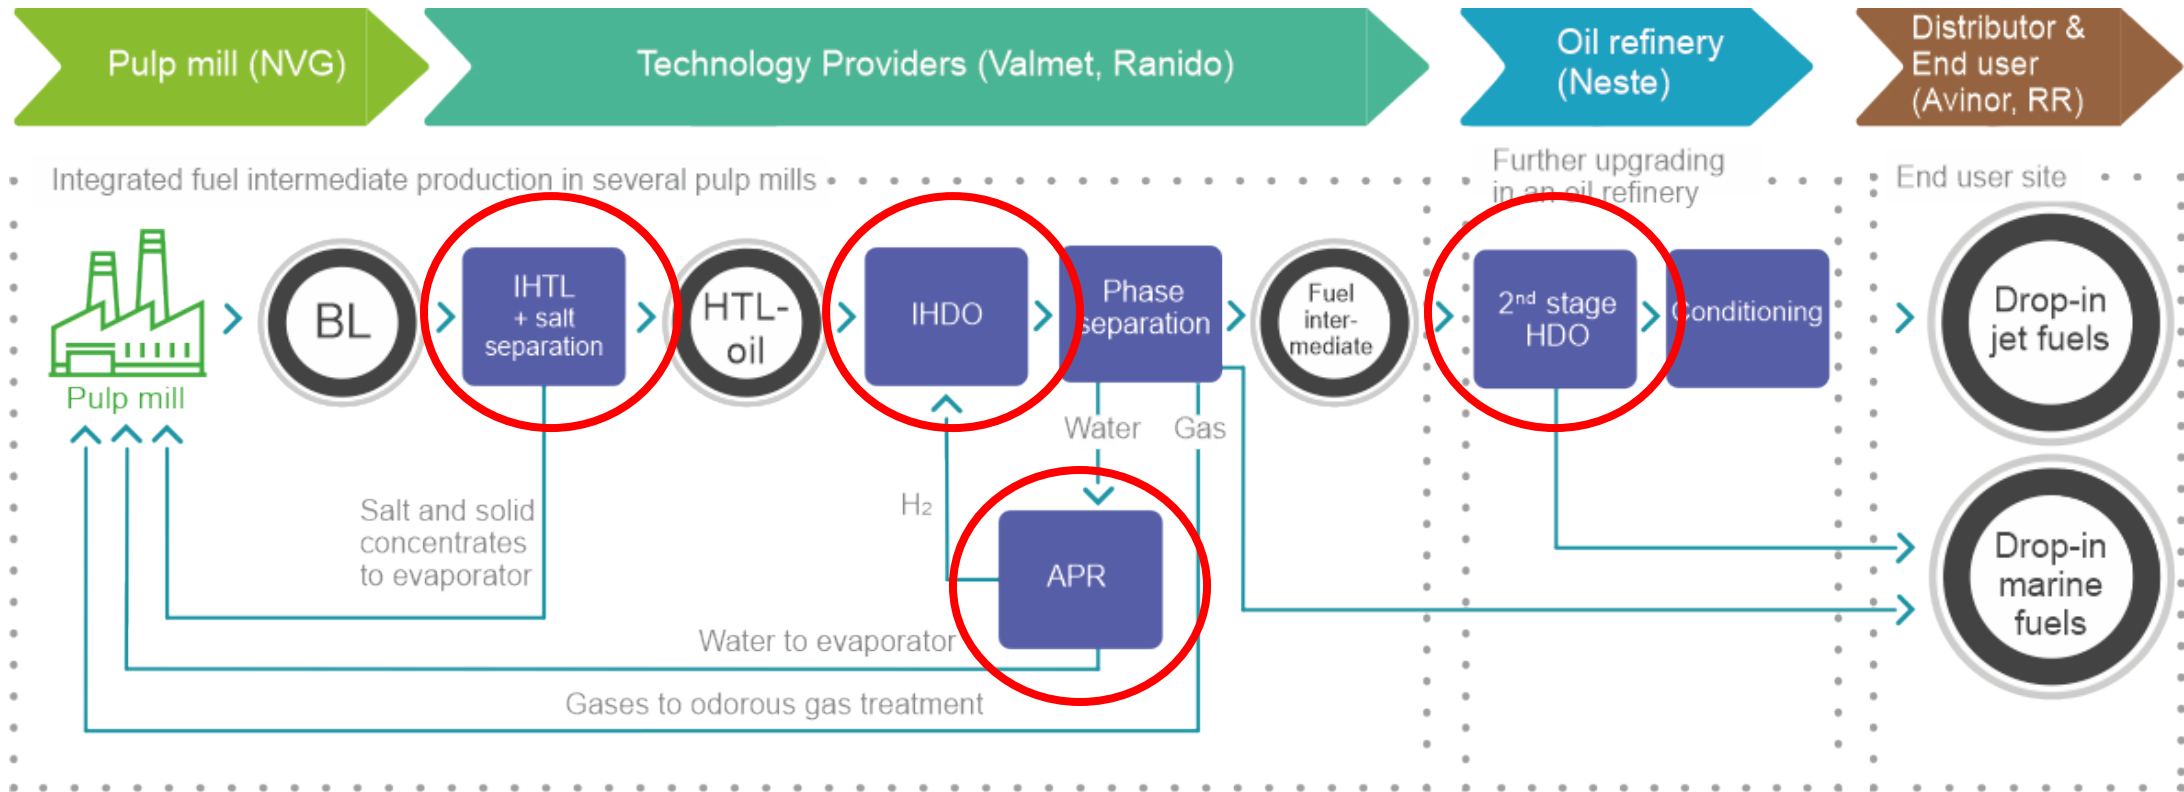 Pulp mill (NVG)
Technology Providers (Valmet, Ranido)
Oil refinery
(Neste)
Distributor &
End user
(Avinor, RR)
Integrated fuel intermediate production in several pulp mills
Further upgrading
in an oil refinery
End user site
Pulp mill
BL
IHTL
+ salt
separation
HTL-
oil
IHDO
Phase
separation
Fuel
inter-
mediate
2nd stage
HDO
Conditioning
Drop-in
jet fuels
Water
Gas
H2
Salt and solid
concentrates
to evaporator
APR
Drop-in
marine
fuels
Water to evaporator
Gases to odorous gas treatment